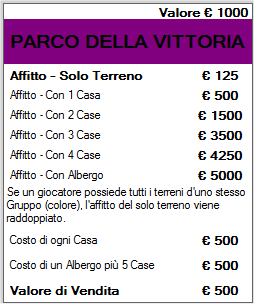 Valore € 1000
PARCO DELLA VITTORIA
Affitto - Solo Terreno € 125
Affitto - Con 1 Casa € 500
Affitto - Con 2 Case € 1500
Affitto - Con 3 Case € 3500
Affitto - Con 4 Case € 4250
Affitto - Con Albergo € 5000
Se un giocatore possiede tutti i terreni d'uno stesso
Gruppo (colore), l'affitto del solo terreno viene
raddoppiato.
Costo di ogni Casa € 500
Costo di un Albergo più 5 Case € 500
Valore di Vendita € 500